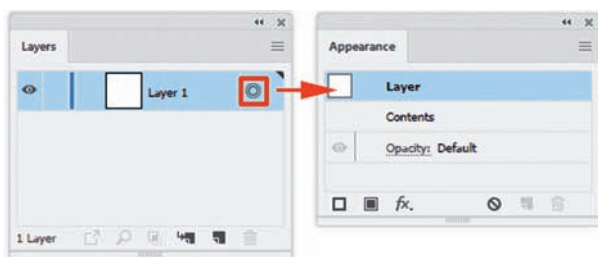 Layers
Layer 1
1 Layer
Appearance
Layer
Contents
Opacity: Default
fx.